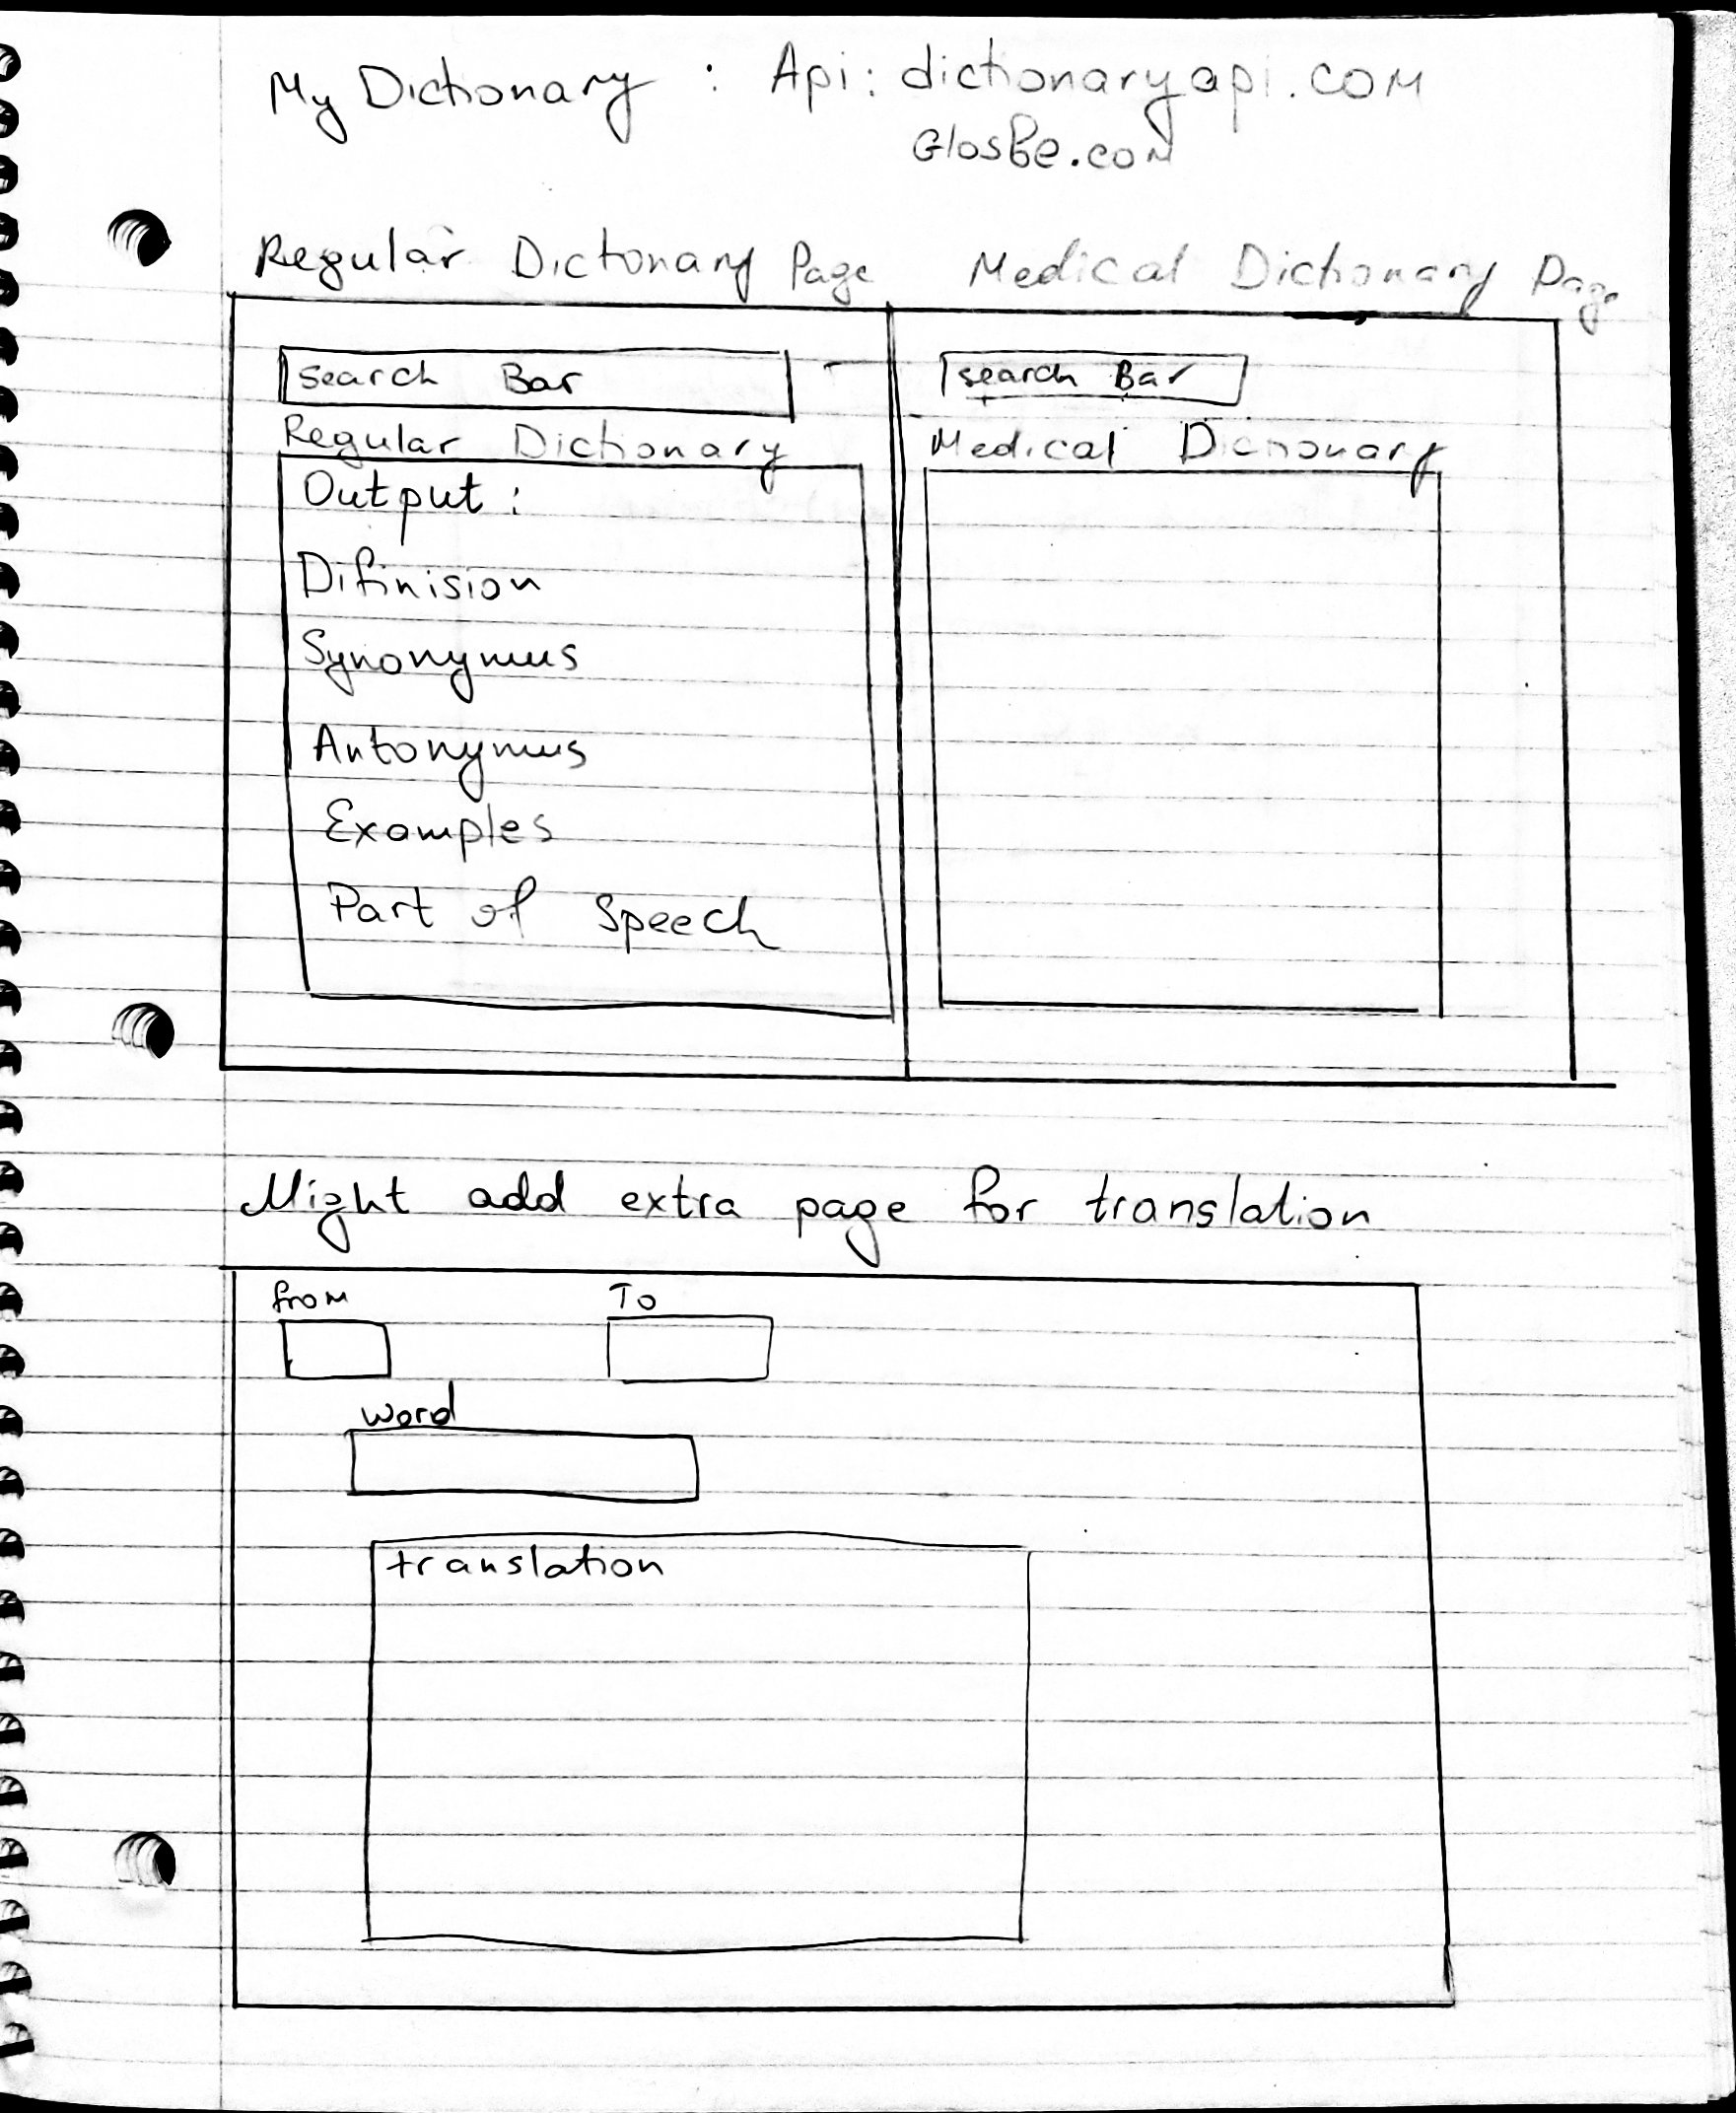 My Dictionary : Api: dictionaryapi.com
Glosbe.com
Regular Dictonary Page
Medical Dictionary Page
Search Bar
Regular Dictionary
Output :
Difinision
Synonymus
Antonymus
Examples
Part of Speech
search Bar
Medical Dictionary
Might add extra page for translation
from
To
word
translation